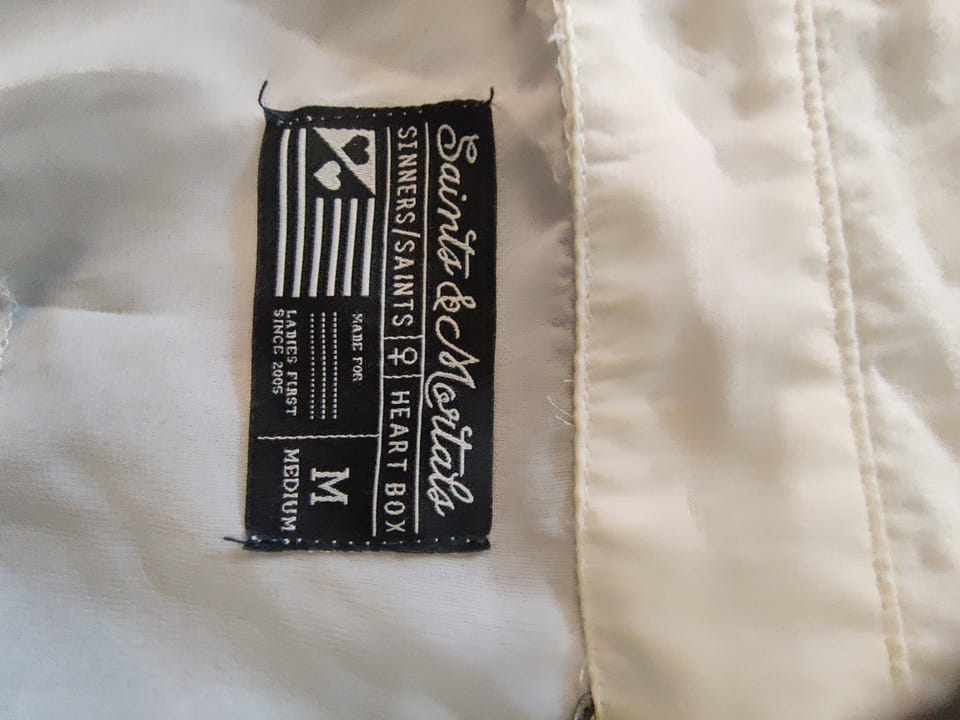 Saints & Mortals
SINNERS/SAINTS ♀ HEART BOX
MADE FOR
LADIES FIRST
SINCE 2005
M
MEDIUM